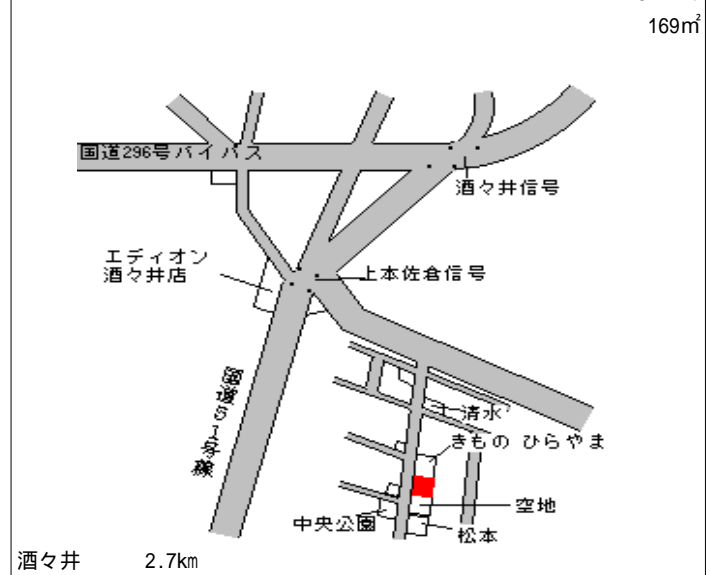 169㎡
国道296号バイパス
酒々井信号
エディオン
酒々井店
上本佐倉信号
国道51号線
清水
きもの ひらやま
空地
中央公園
松本
酒々井 2.7km